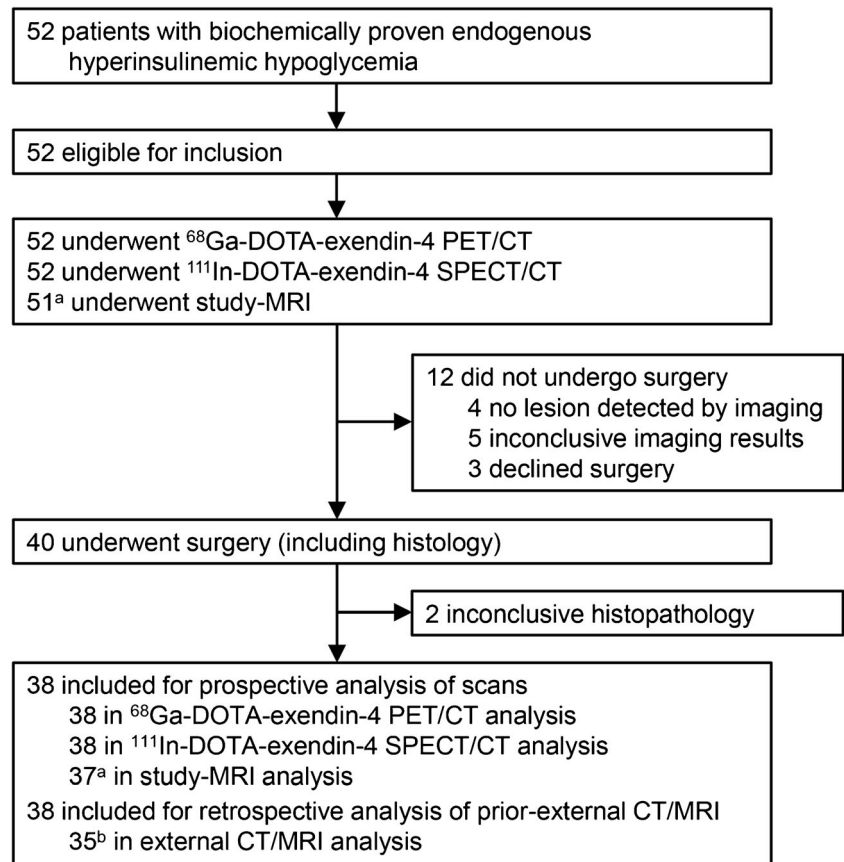 52 patients with biochemically proven endogenous
hyperinsulinemic hypoglycemia
52 eligible for inclusion
52 underwent ⁶⁸Ga-DOTA-exendin-4 PET/CT
52 underwent ¹¹¹In-DOTA-exendin-4 SPECT/CT
51ᵃ underwent study-MRI
12 did not undergo surgery
4 no lesion detected by imaging
5 inconclusive imaging results
3 declined surgery
40 underwent surgery (including histology)
2 inconclusive histopathology
38 included for prospective analysis of scans
38 in ⁶⁸Ga-DOTA-exendin-4 PET/CT analysis
38 in ¹¹¹In-DOTA-exendin-4 SPECT/CT analysis
37ᵃ in study-MRI analysis
38 included for retrospective analysis of prior-external CT/MRI
35ᵇ in external CT/MRI analysis